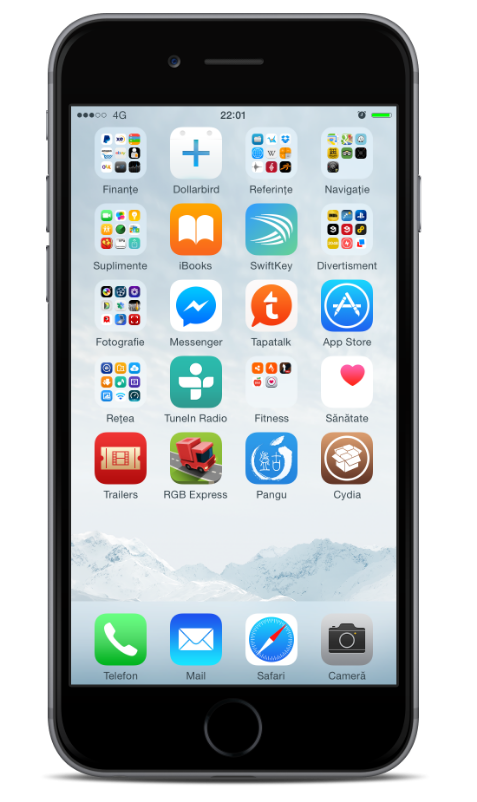 4G 22:01
Finanțe Dollarbird Referințe Navigație
Suplimente iBooks SwiftKey Divertisment
Fotografie Messenger Tapatalk App Store
Rețea TuneIn Radio Fitness Sănătate
Trailers RGB Express Pangu Cydia
Telefon Mail Safari Cameră